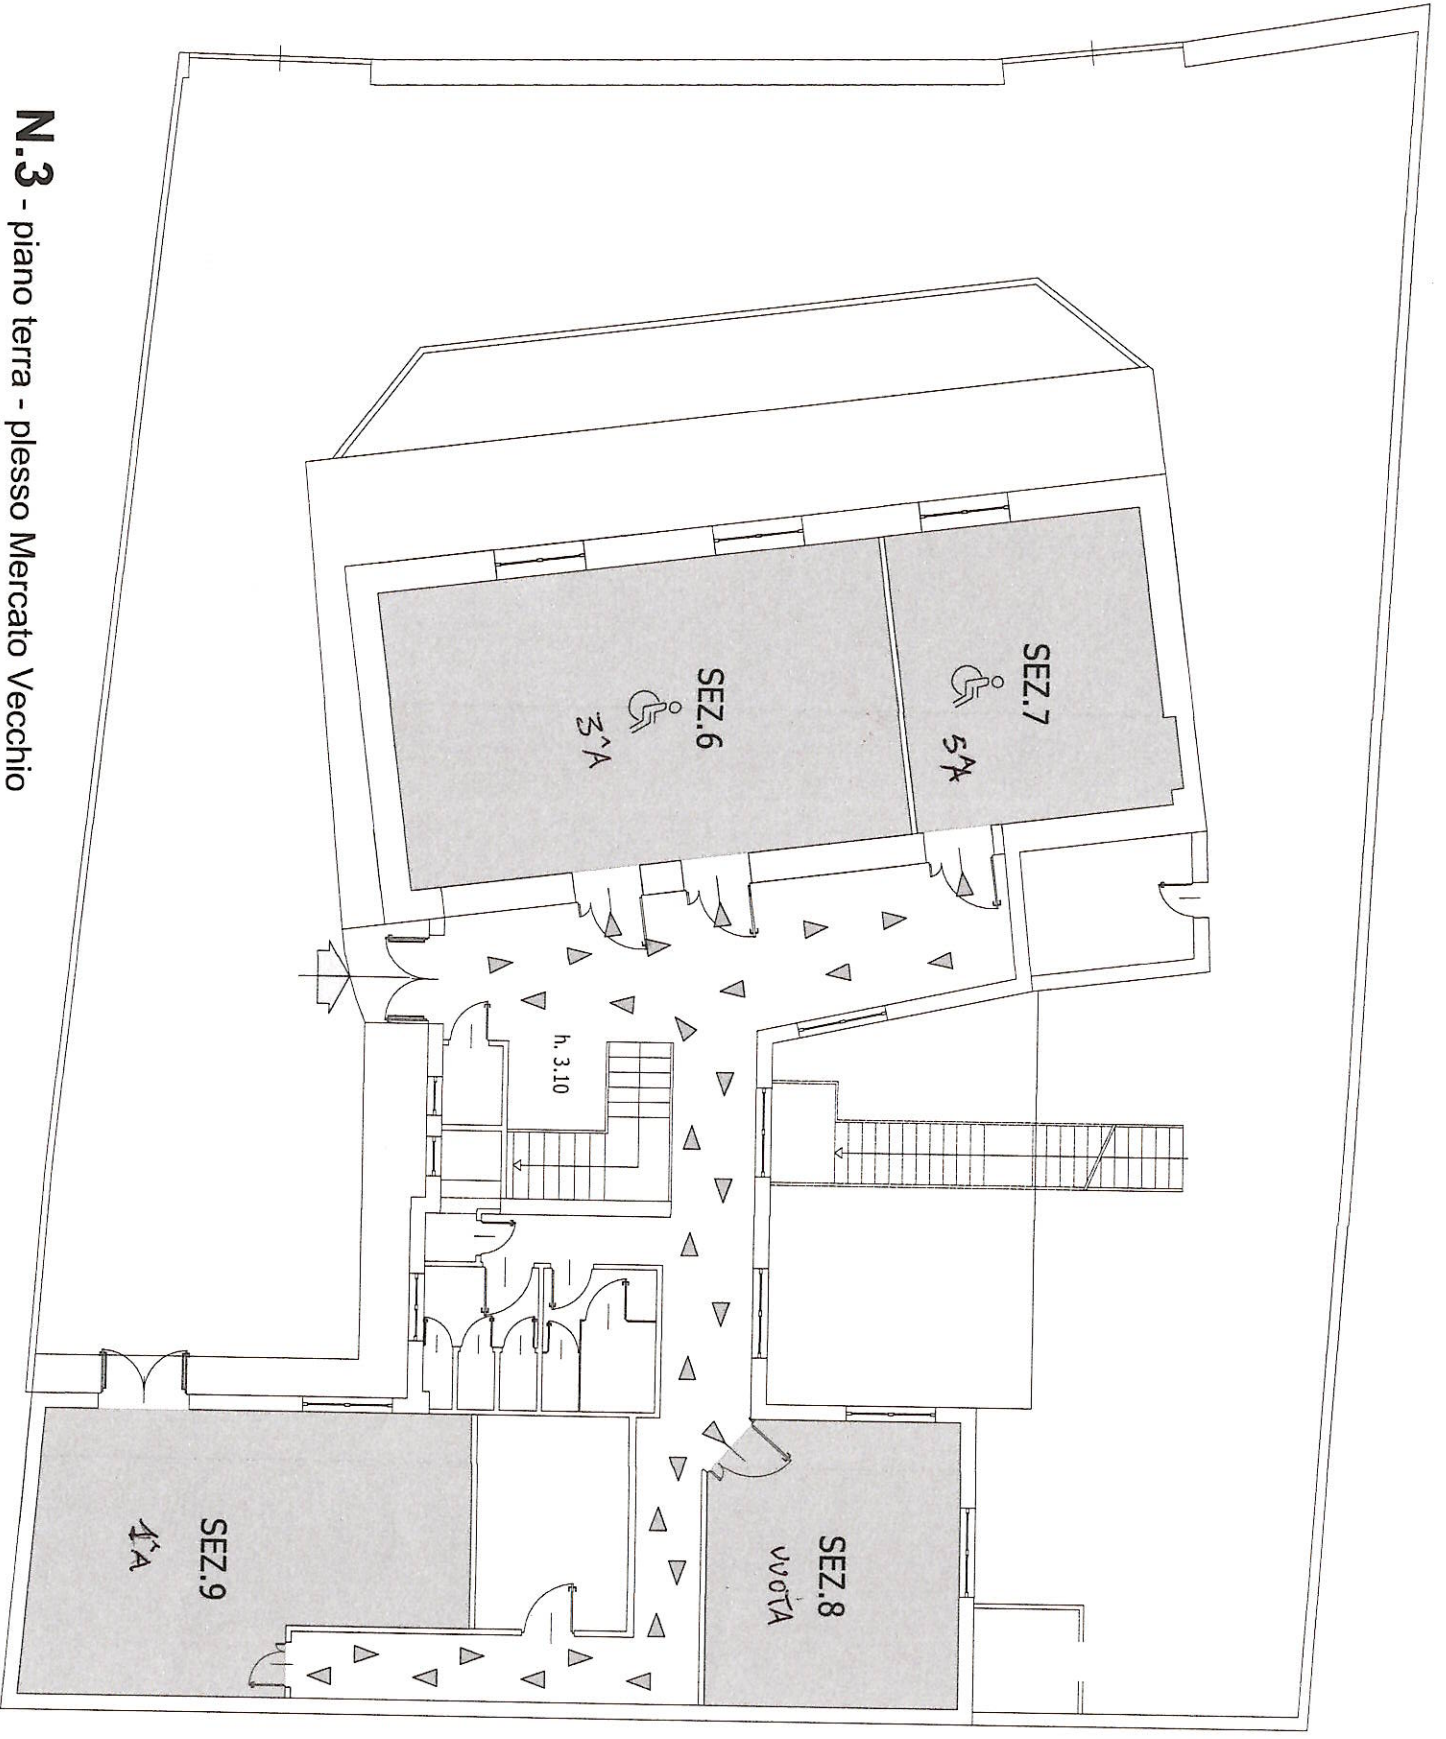 N.3 - piano terra - plesso Mercato Vecchio
SEZ.7
5^A
SEZ.6
3^A
h. 3.10
SEZ.8
VUOTA
SEZ.9
1^A